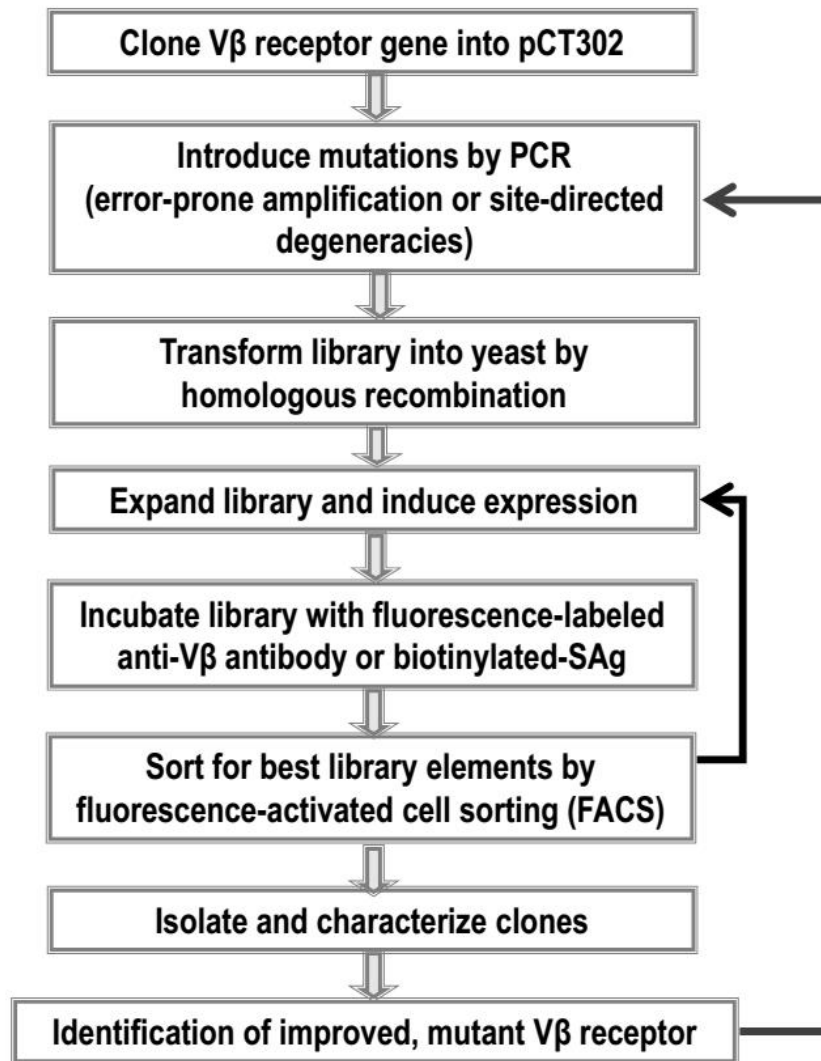 Clone Vβ receptor gene into pCT302
Introduce mutations by PCR
(error-prone amplification or site-directed
degeneracies)
Transform library into yeast by
homologous recombination
Expand library and induce expression
Incubate library with fluorescence-labeled
anti-Vβ antibody or biotinylated-SAg
Sort for best library elements by
fluorescence-activated cell sorting (FACS)
Isolate and characterize clones
Identification of improved, mutant Vβ receptor